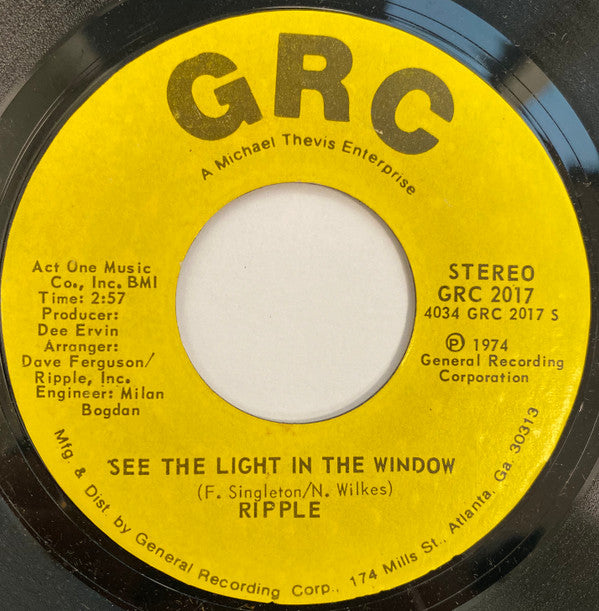 GRC
A Michael Thevis Enterprise
Act One Music
Co., Inc. BMI
Time: 2:57
Producer:
Dee Ervin
Arranger:
Dave Ferguson/
Ripple, Inc.
Engineer: Milan
Bogdan
STEREO
GRC 2017
4034 GRC 2017 S
℗ 1974
General Recording
Corporation
SEE THE LIGHT IN THE WINDOW
(F. Singleton/N. Wilkes)
RIPPLE
Mfg. & Dist. by General Recording Corp., 174 Mills St., Atlanta, Ga. 30313